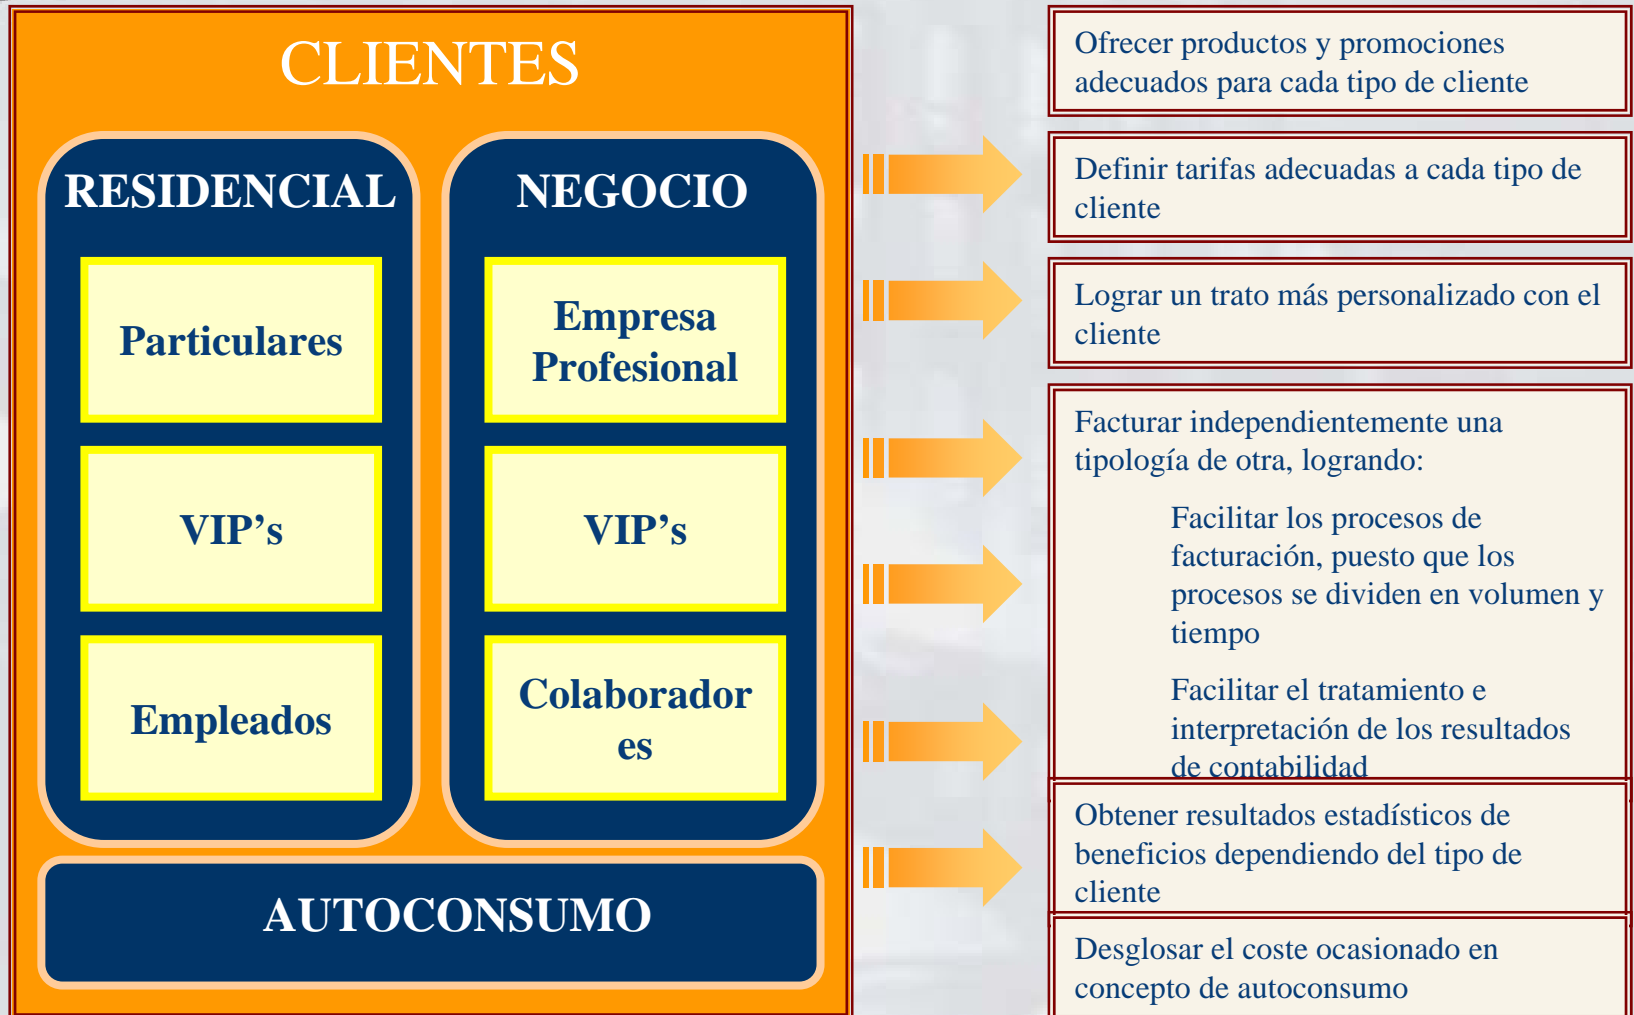 CLIENTES
RESIDENCIAL
Particulares
VIP’s
Empleados
NEGOCIO
Empresa
Profesional
VIP’s
Colaborador
es
AUTOCONSUMO
Ofrecer productos y promociones
adecuados para cada tipo de cliente
Definir tarifas adecuadas a cada tipo de
cliente
Lograr un trato más personalizado con el
cliente
Facturar independientemente una
tipología de otra, logrando:
Facilitar los procesos de
facturación, puesto que los
procesos se dividen en volumen y
tiempo
Facilitar el tratamiento e
interpretación de los resultados
de contabilidad
Obtener resultados estadísticos de
beneficios dependiendo del tipo de
cliente
Desglosar el coste ocasionado en
concepto de autoconsumo